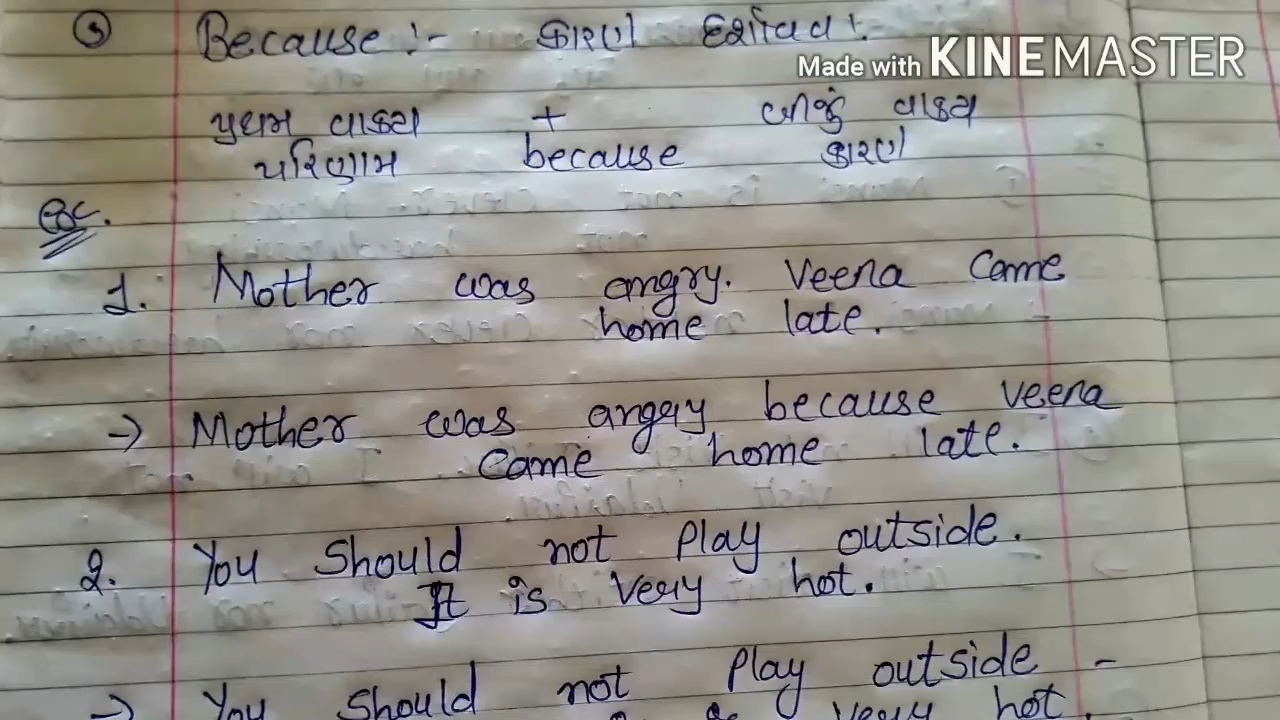 ③ Because :- કારણ દર્શાવવા :-
Made with KINEMASTER
પ્રથમ વાક્ય + બીજું વાક્ય
પરિણામ because કારણ
Ex.
1. Mother was angry. Veena came
home late.
→ Mother was angry because Veena
came home late.
2. You should not play outside.
It is very hot.
→ You should not play outside -
very hot.